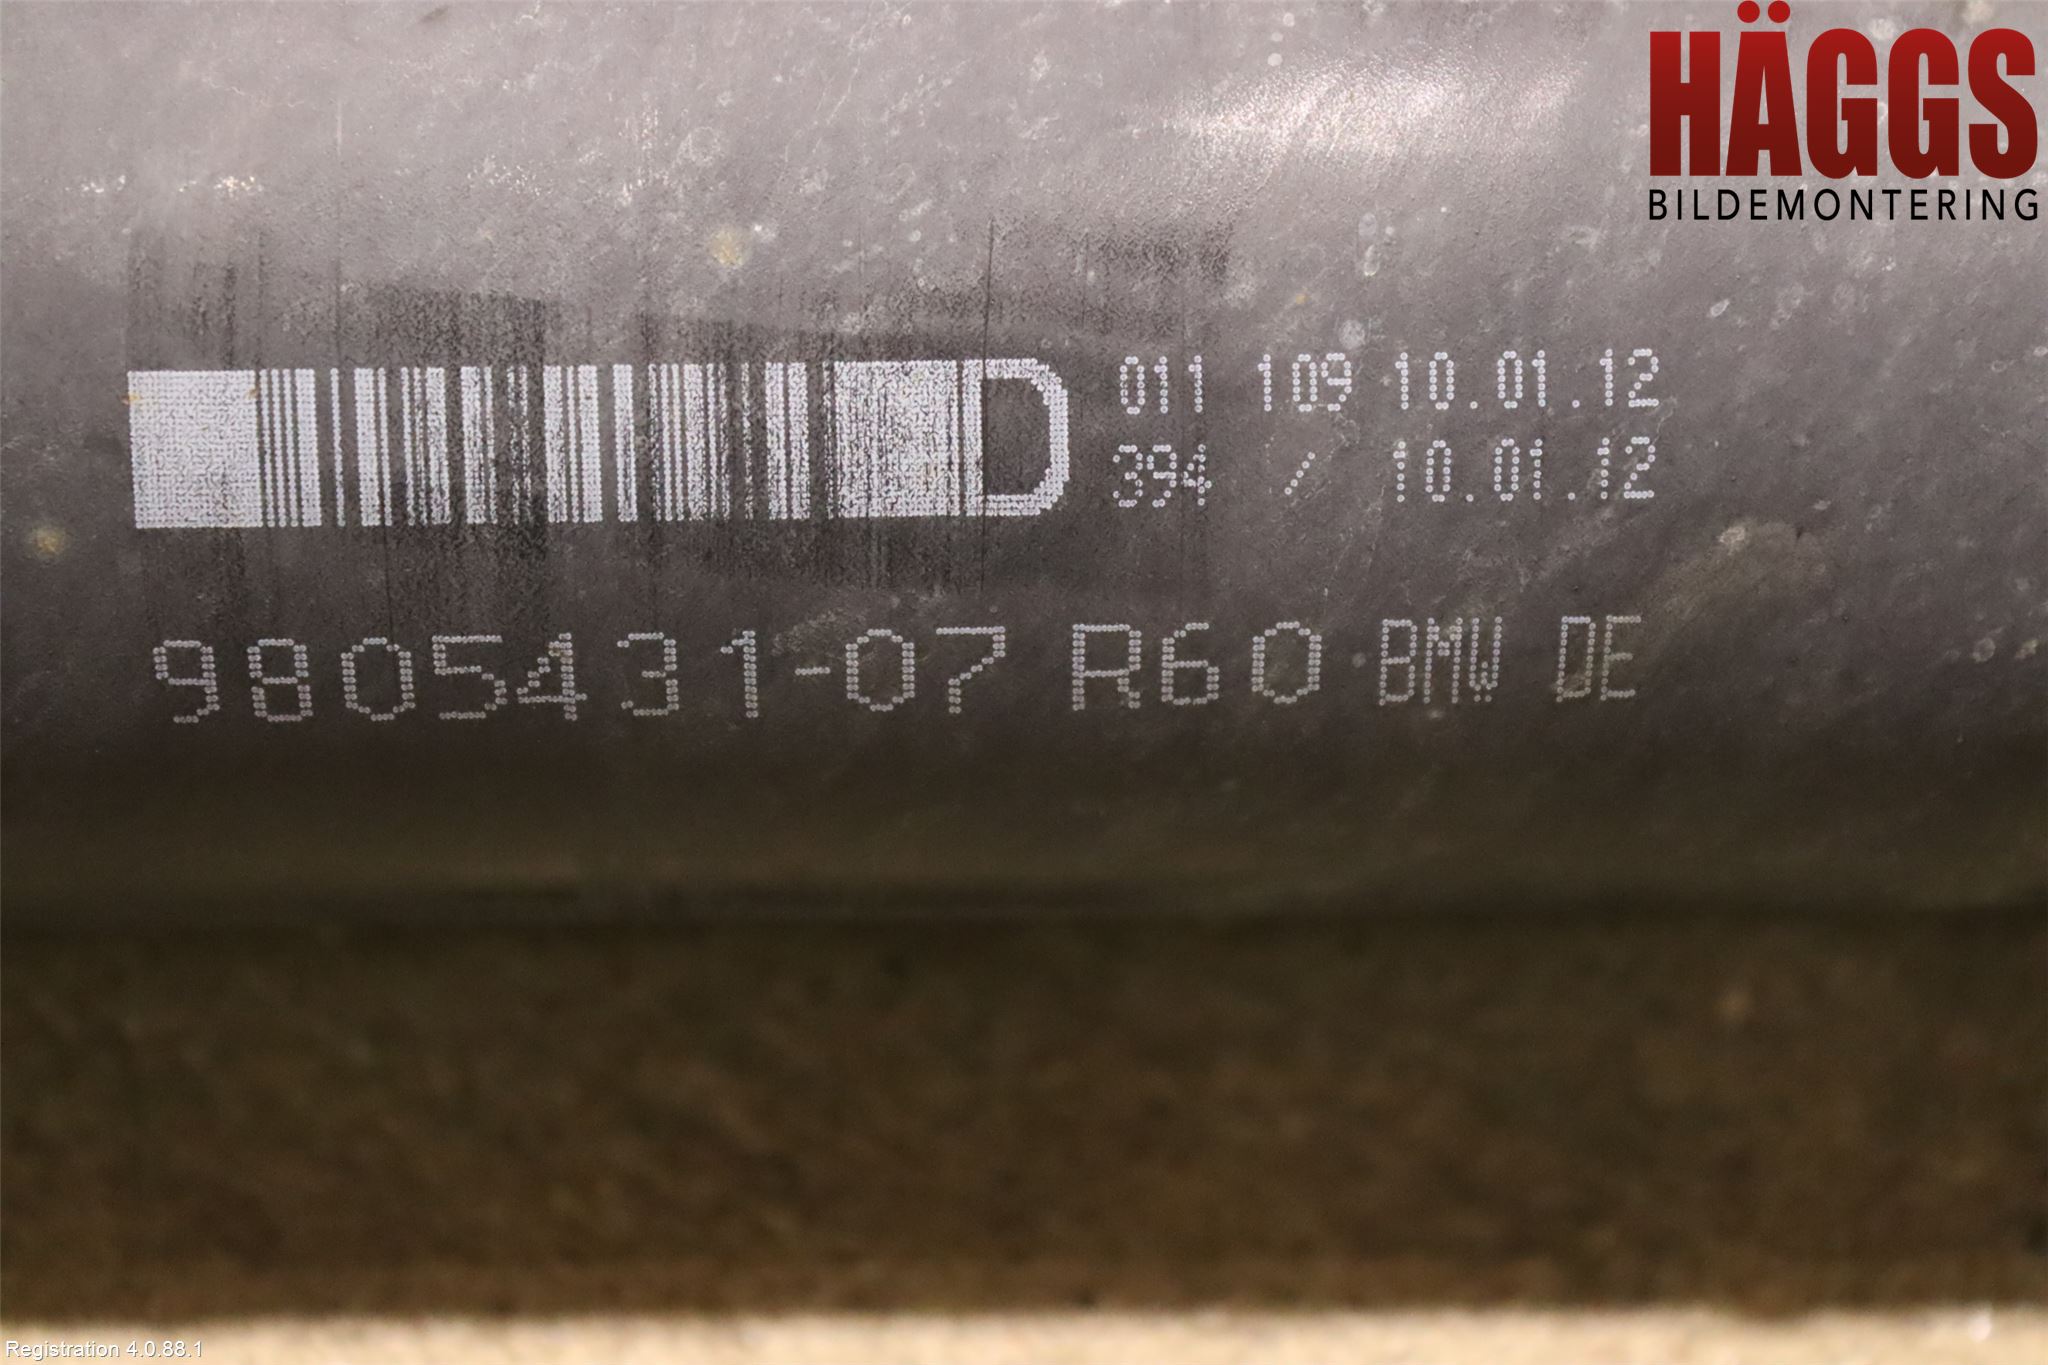 HÄGGS
BILDEMONTERING
D 011 109 10.01.12
394 / 10.01.12
9805431-07 R60 BMW DE
Registration 4.0.88.1